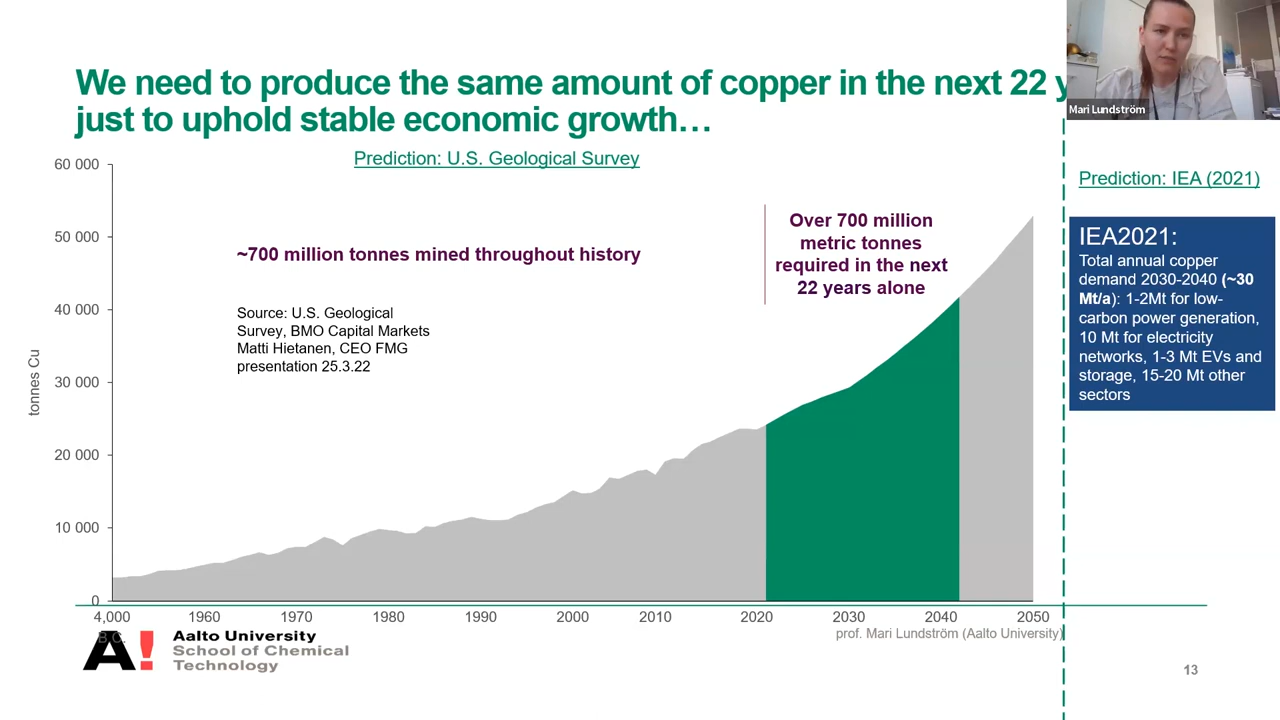 We need to produce the same amount of copper in the next 22 y
just to uphold stable economic growth…
Mari Lundström
Prediction: U.S. Geological Survey
Prediction: IEA (2021)
60 000
50 000
40 000
30 000
20 000
10 000
0
tonnes Cu
~700 million tonnes mined throughout history
Source: U.S. Geological
Survey, BMO Capital Markets
Matti Hietanen, CEO FMG
presentation 25.3.22
Over 700 million
metric tonnes
required in the next
22 years alone
IEA2021:
Total annual copper
demand 2030-2040 (~30
Mt/a): 1-2Mt for low-
carbon power generation,
10 Mt for electricity
networks, 1-3 Mt EVs and
storage, 15-20 Mt other
sectors
4,000 1960 1970 1980 1990 2000 2010 2020 2030 2040 2050
B.C.
prof. Mari Lundström (Aalto University)
A!
Aalto University
School of Chemical
Technology
13